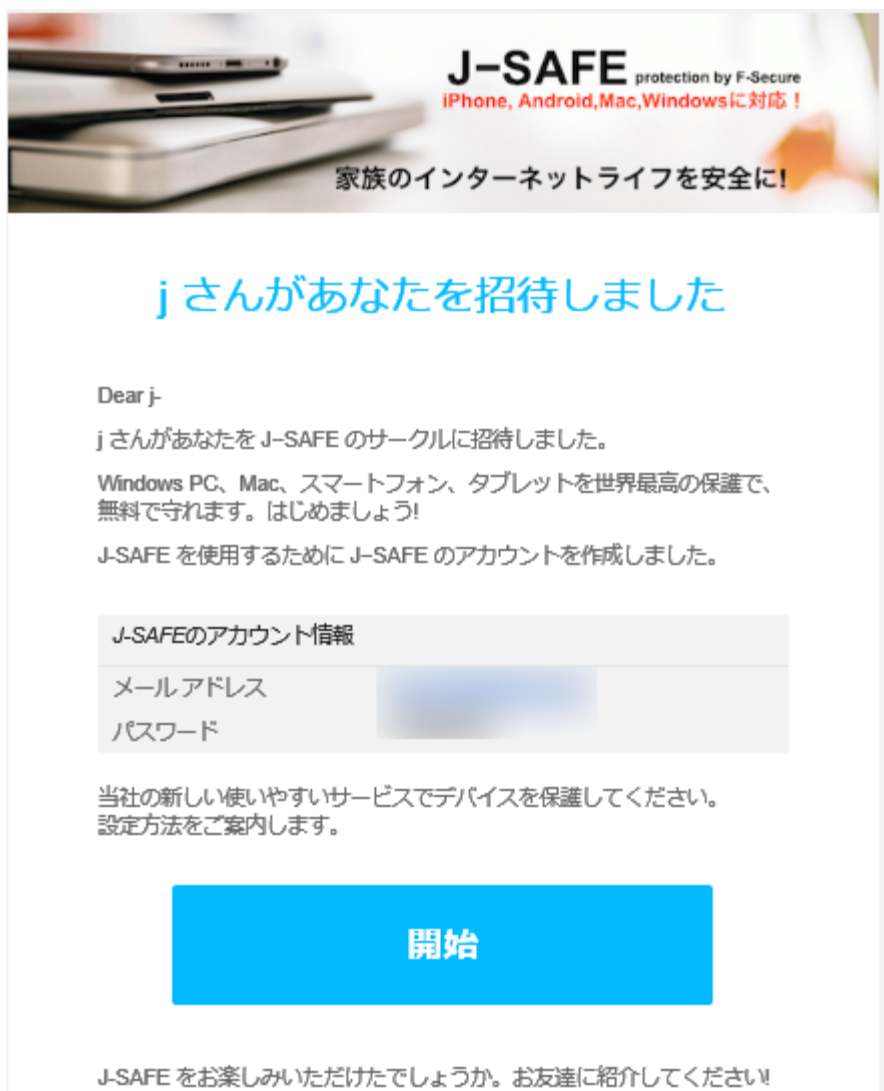 J-SAFE protection by F-Secure
iPhone, Android,Mac,Windowsに対応！
家族のインターネットライフを安全に!
j さんがあなたを招待しました
Dear j-
j さんがあなたを J-SAFE のサークルに招待しました。
Windows PC、Mac、スマートフォン、タブレットを世界最高の保護で、
無料で守れます。はじめましょう!
J-SAFE を使用するために J-SAFE のアカウントを作成しました。
J-SAFEのアカウント情報
メール アドレス
パスワード
当社の新しい使いやすいサービスでデバイスを保護してください。
設定方法をご案内します。
開始
J-SAFE をお楽しみいただけたでしょうか。お友達に紹介してください!